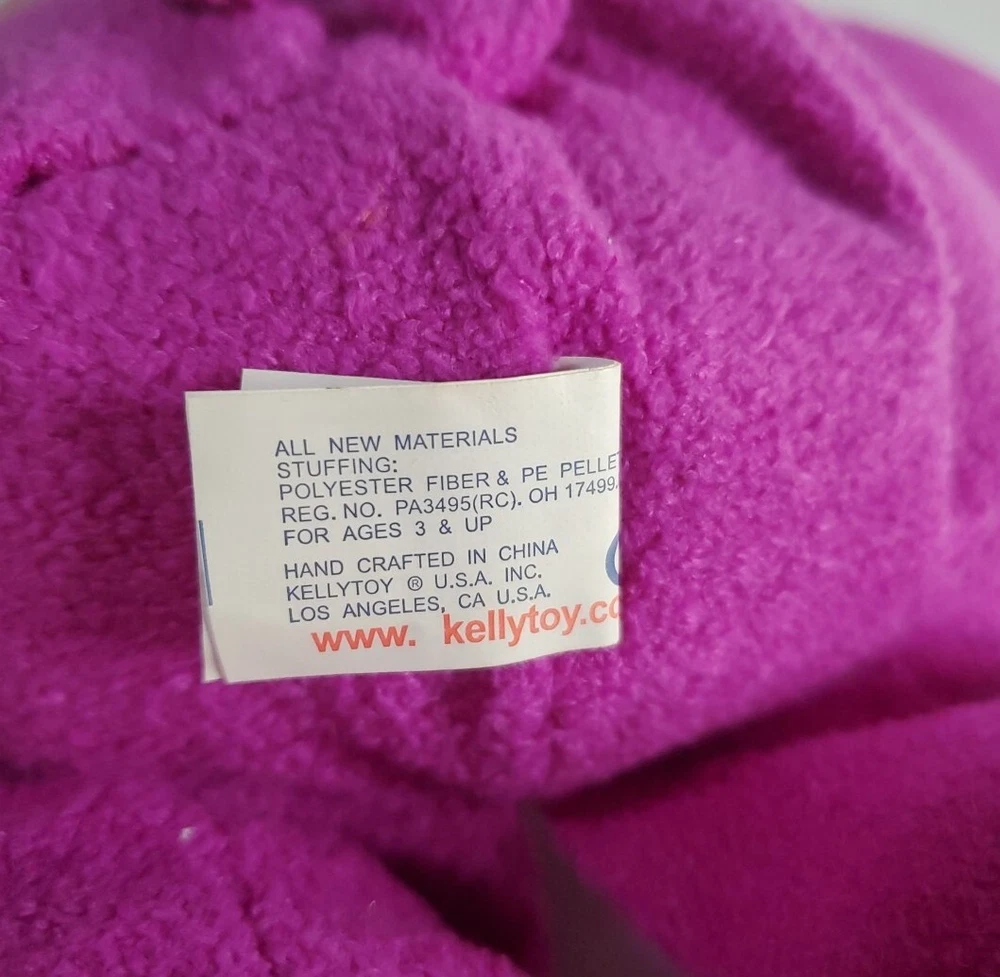 ALL NEW MATERIALS
STUFFING:
POLYESTER FIBER & PE PELLE
REG. NO. PA3495(RC). OH 17499
FOR AGES 3 & UP
HAND CRAFTED IN CHINA
KELLYTOY ® U.S.A. INC.
LOS ANGELES, CA U.S.A.
www. kellytoy.co